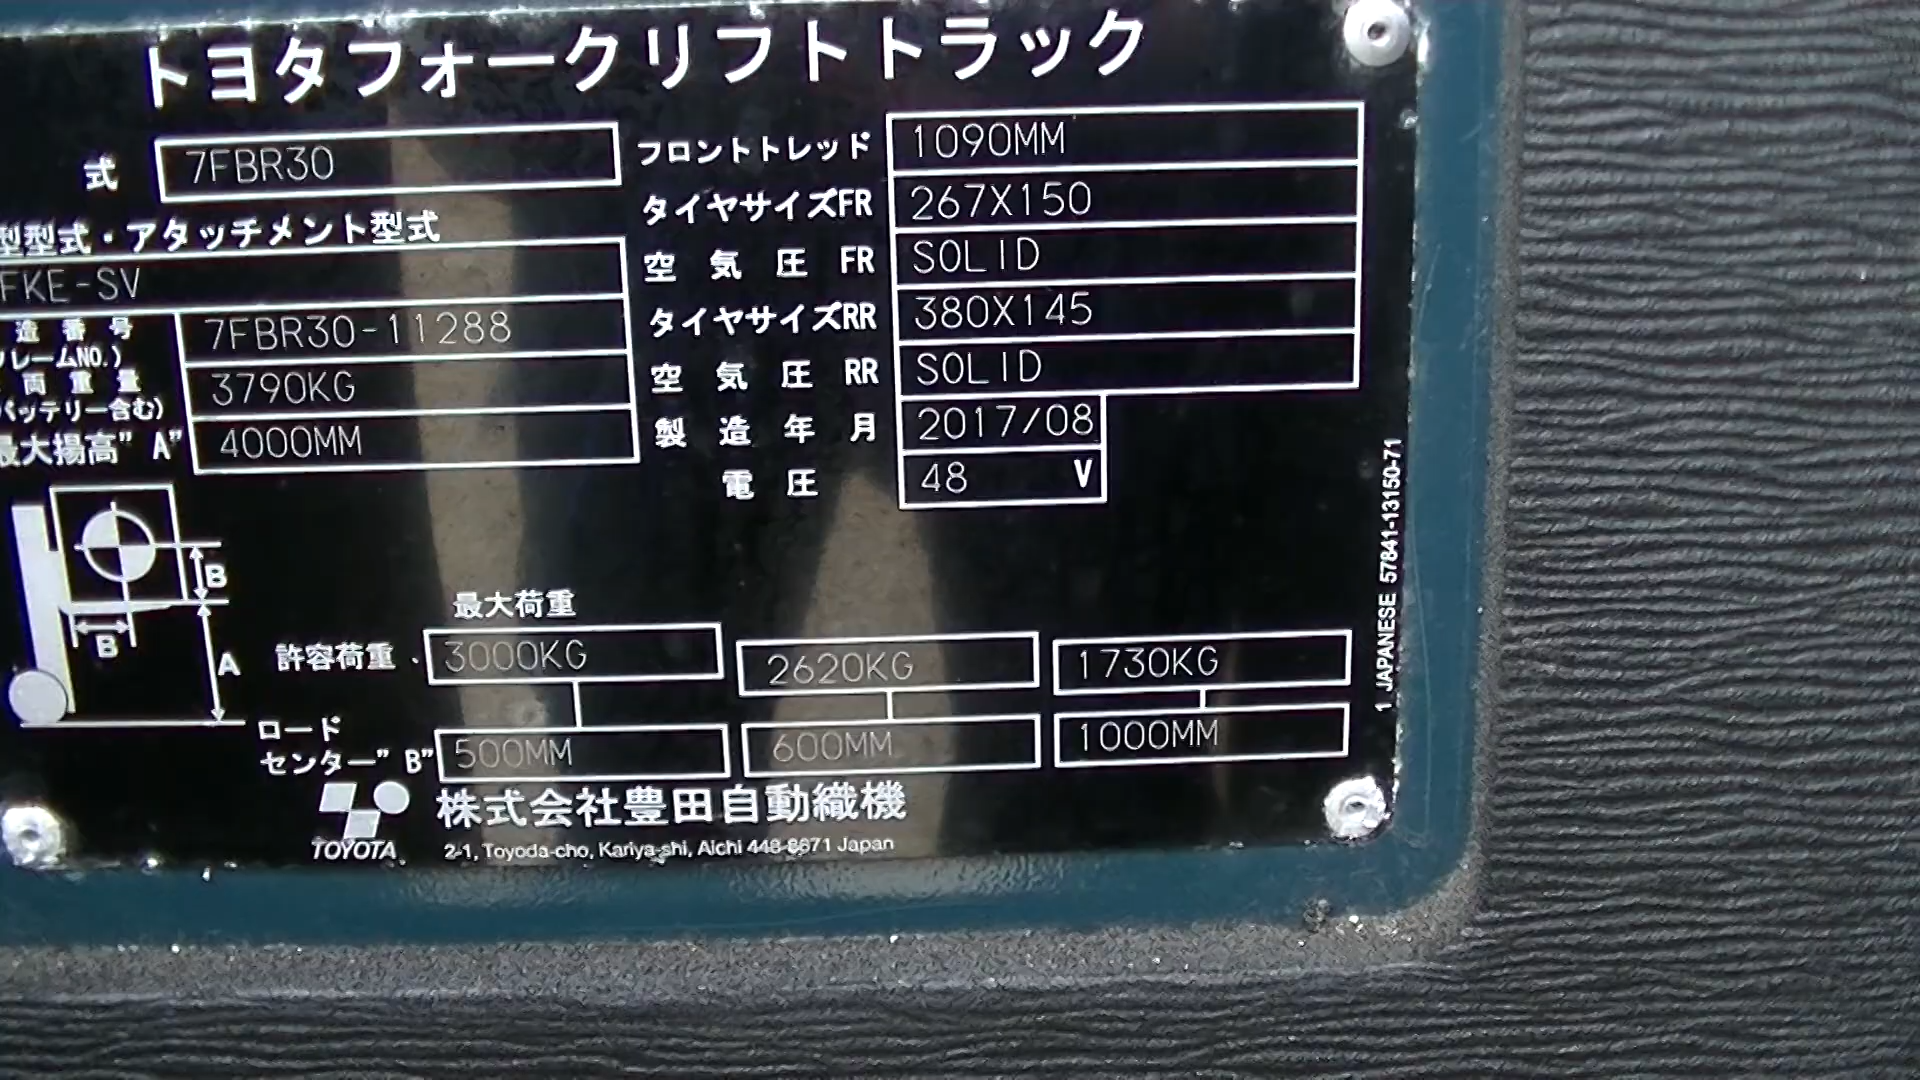 トヨタフォークリフトトラック
式 7FBR30
型型式・アタッチメント型式
FKE-SV
造番号 7FBR30-11288
レームNO.)
両重量 3790KG
バッテリー含む)
最大揚高"A" 4000MM
フロントトレッド 1090MM
タイヤサイズFR 267X150
空気圧 FR SOLID
タイヤサイズRR 380X145
空気圧 RR SOLID
製造年月 2017/08
電圧 48 V
B
B
A
最大荷重
許容荷重 3000KG 2620KG 1730KG
ロード
センター"B" 500MM 600MM 1000MM
株式会社豊田自動織機
TOYOTA 2-1, Toyoda-cho, Kariya-shi, Aichi 448-8671 Japan
1 JAPANESE 57841-13150-71